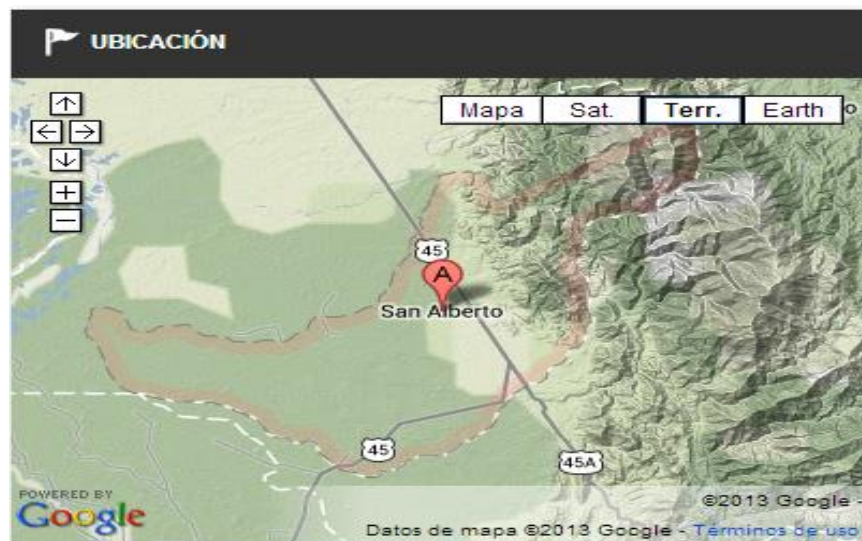 UBICACIÓN
Mapa Sat. Terr. Earth
45
A
San Alberto
45
45A
POWERED BY
Google
©2013 Google -
Datos de mapa ©2013 Google - Términos de uso